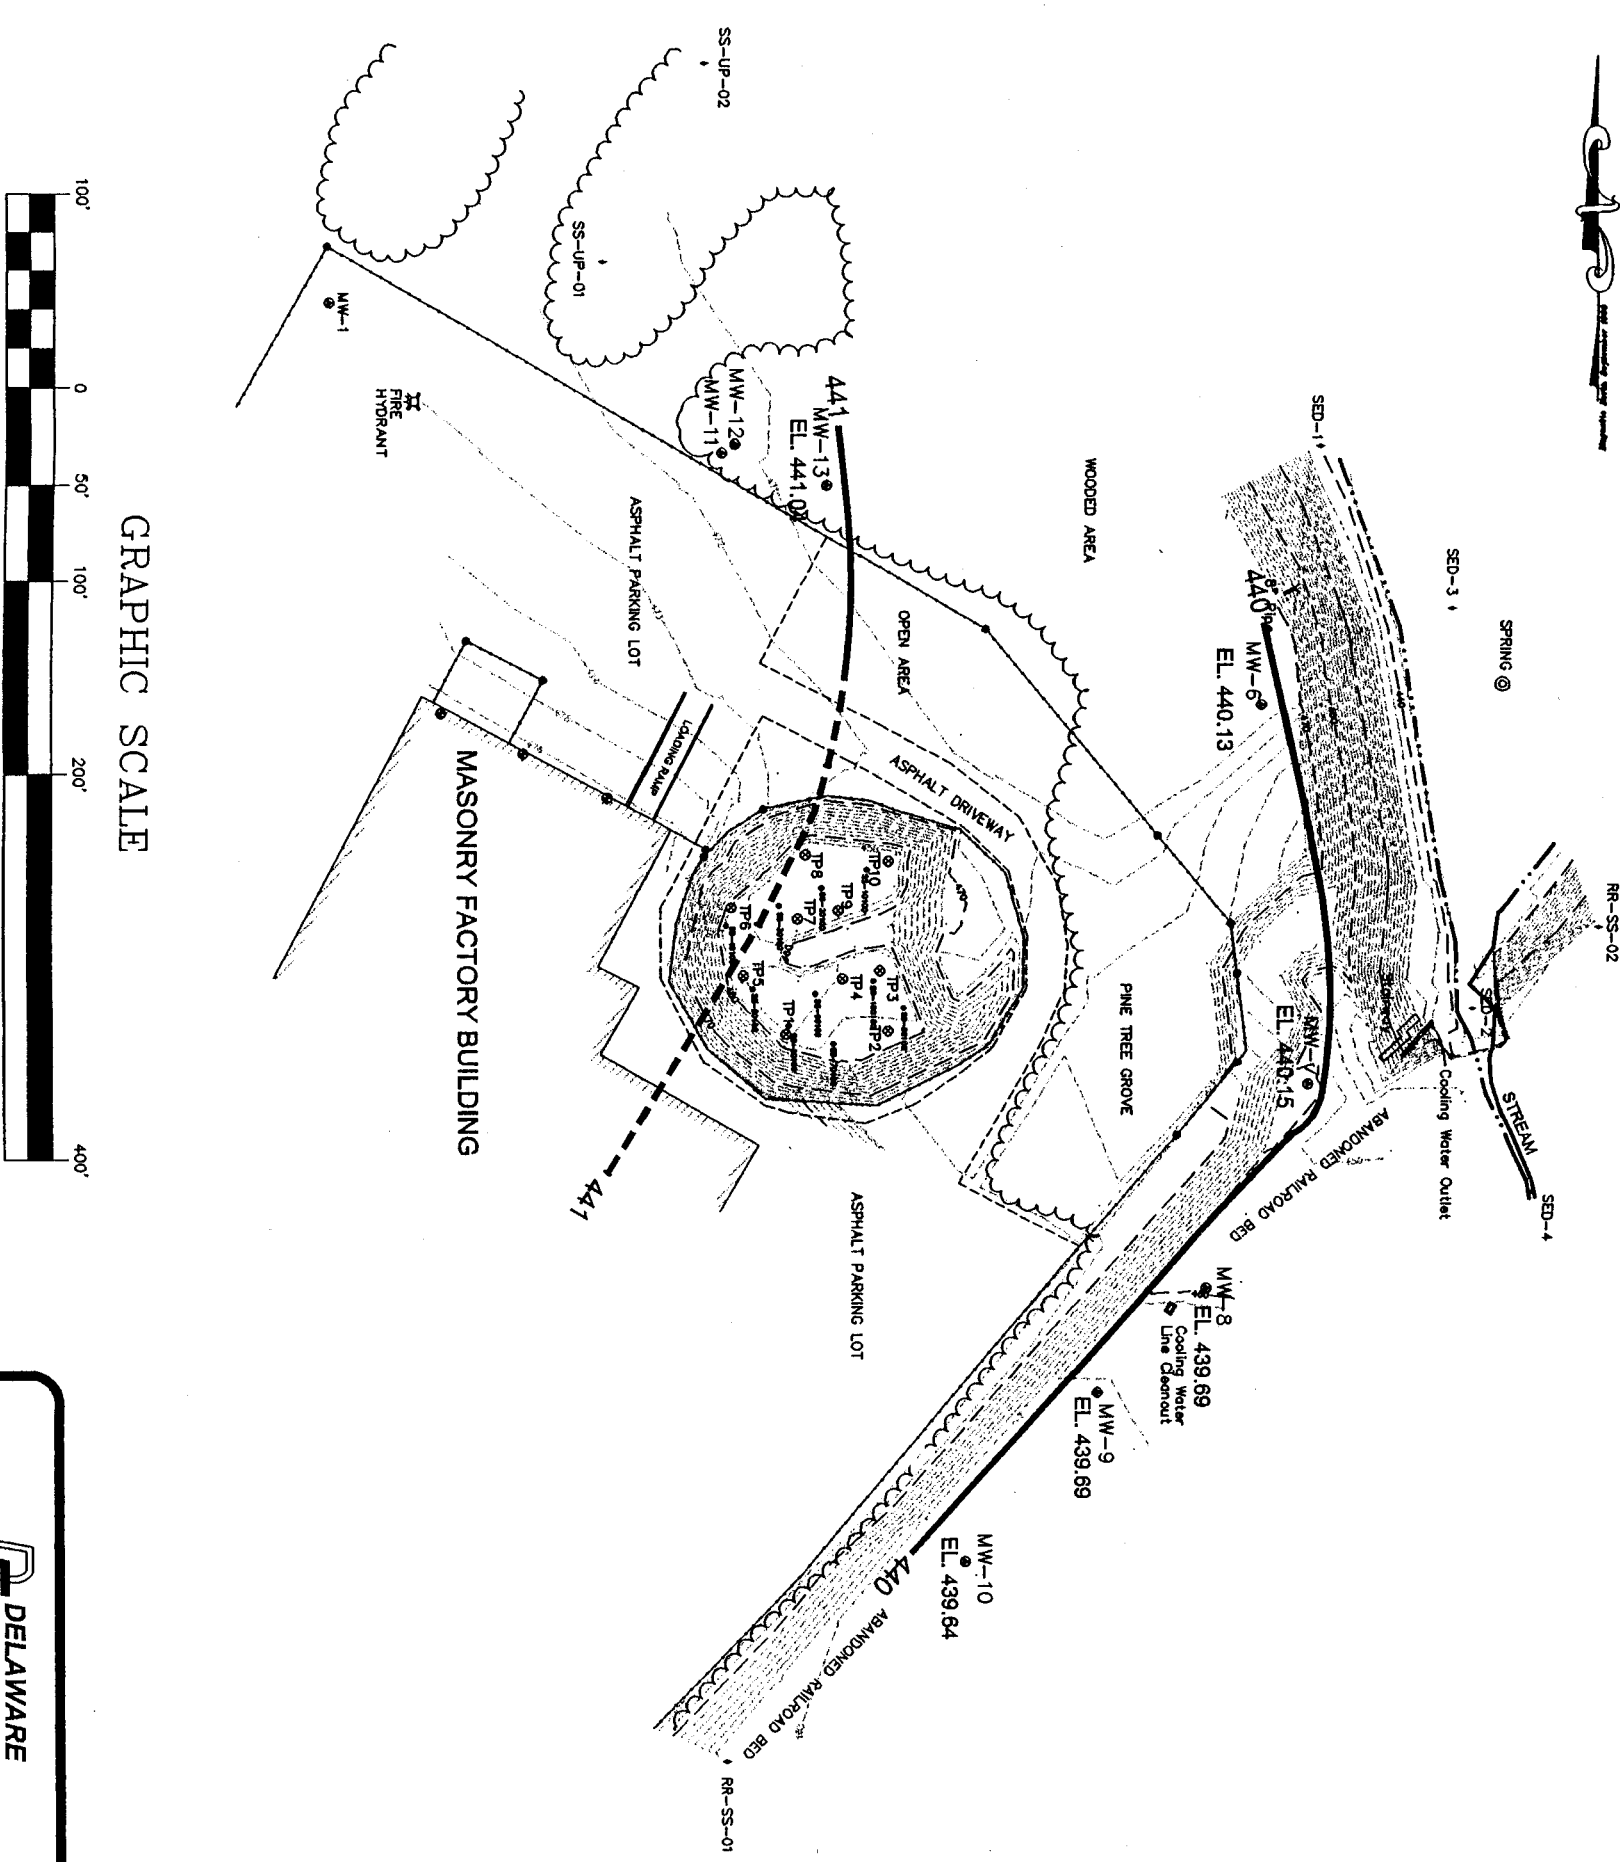 SS-UP-02
SS-UP-01
MW-1
FIRE
HYDRANT
MW-12
MW-11
441
MW-13
EL. 441.04
WOODED AREA
SED-1
SED-3
SPRING
8" Pipe
440
MW-6
EL. 440.13
OPEN AREA
ASPHALT PARKING LOT
LOADING RAMP
ASPHALT DRIVEWAY
MASONRY FACTORY BUILDING
TP10
TP8
TP9
TP7
TP6
TP5
TP4
TP3
TP2
TP1
PINE TREE GROVE
MW-7
EL. 440.15
RR-SS-02
SED-2
STREAM
SED-4
Cooling Water Outlet
ABANDONED RAILROAD BED
441
ASPHALT PARKING LOT
MW-8
EL. 439.69
Cooling Water
Line Cleanout
MW-9
EL. 439.69
MW-10
EL. 439.64
440
ABANDONED RAILROAD BED
RR-SS-01
GRAPHIC SCALE
100'
0
50'
100'
200'
400'
DELAWARE